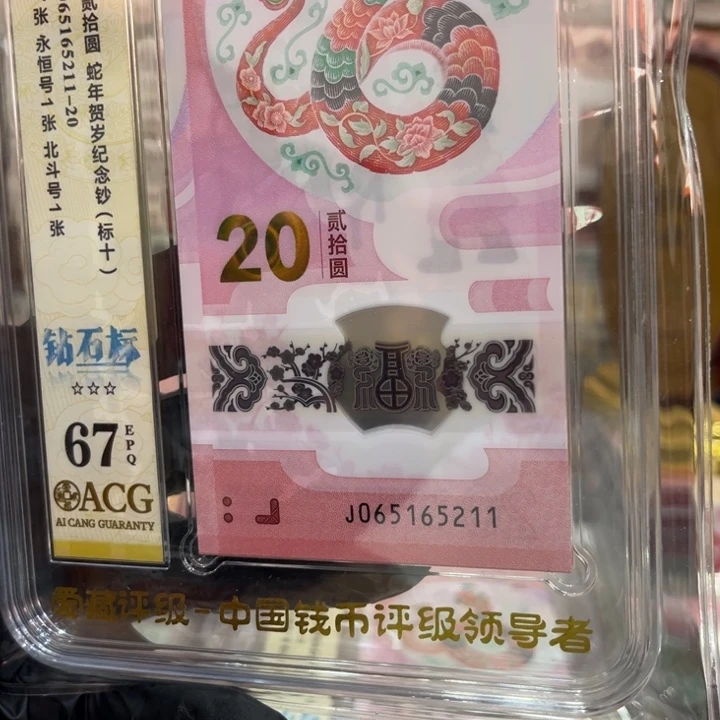 贰拾圆 蛇年贺岁纪念钞(标十)
065165211-20
张 永恒号1张 北斗号1张
钻石标
☆☆☆
67 EPQ
ACG
AI CANG GUARANTY
20 贰拾圆
福
J065165211
爱藏评级-中国钱币评级领导者